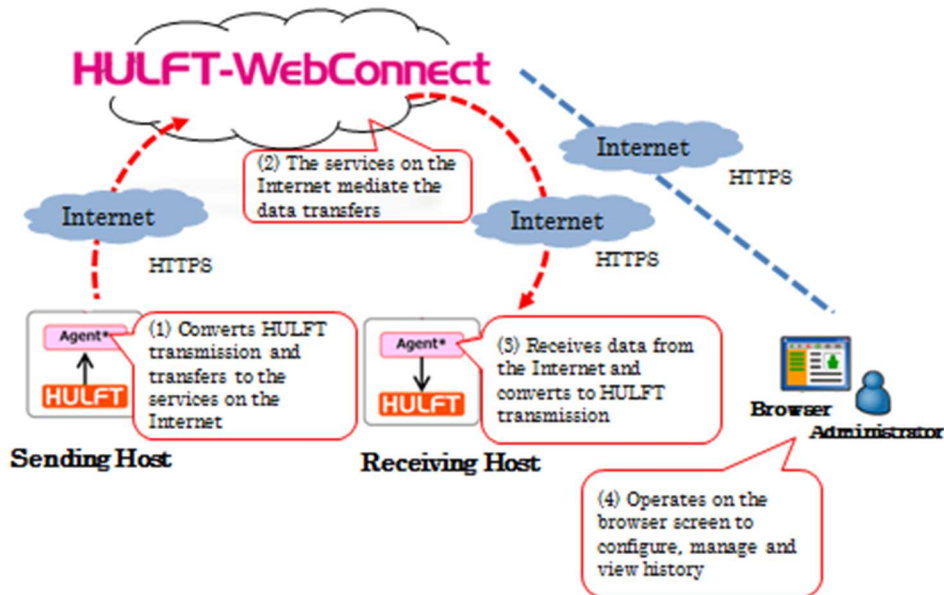 HULFT-WebConnect
(2) The services on the
Internet mediate the
data transfers
Internet
HTTPS
Internet
HTTPS
Internet
HTTPS
Agent*
HULFT
(1) Converts HULFT
transmission and
transfers to the
services on the
Internet
Sending Host
Agent*
HULFT
(3) Receives data from
the Internet and
converts to HULFT
transmission
Receiving Host
Browser
Administrator
(4) Operates on the
browser screen to
configure, manage and
view history